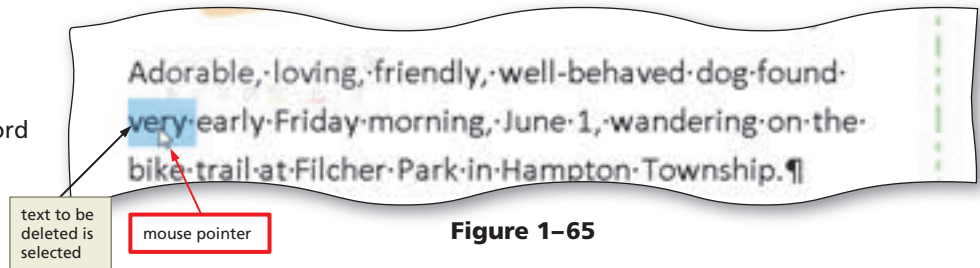 Adorable,·loving,·friendly,·well-behaved·dog·found·
ord
very·early·Friday·morning,·June·1,·wandering·on·the·
bike·trail·at·Filcher·Park·in·Hampton·Township.¶
text to be
deleted is
selected
mouse pointer
Figure 1–65